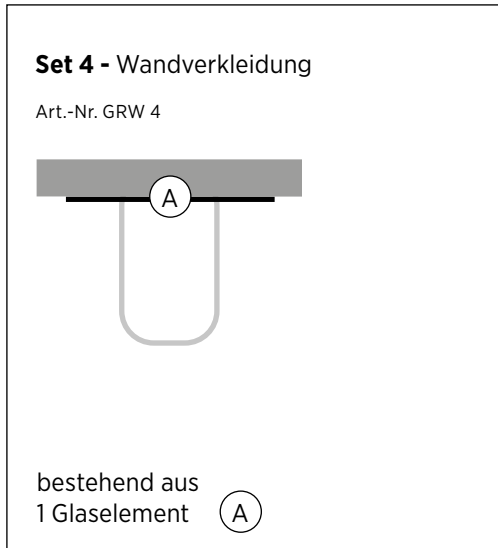 Set 4 - Wandverkleidung
Art.-Nr. GRW 4
A
bestehend aus
1 Glaselement A